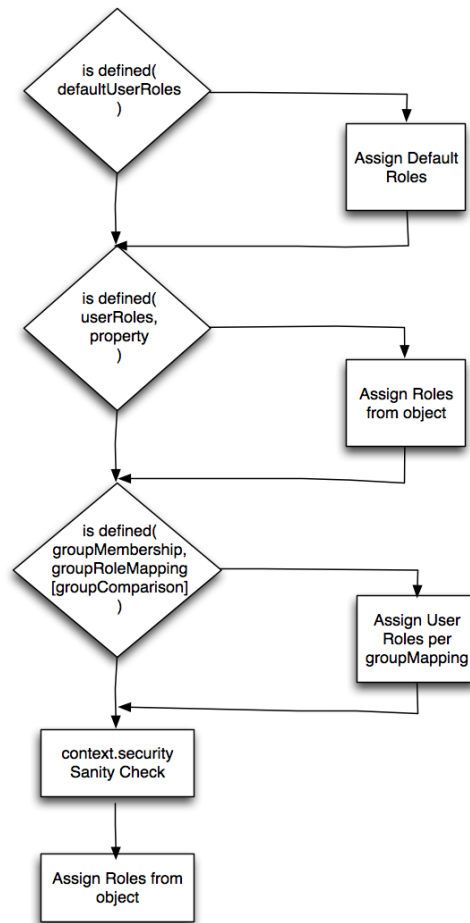 is defined(
defaultUserRoles
)
Assign Default
Roles
is defined(
userRoles,
property
)
Assign Roles
from object
is defined(
groupMembership,
groupRoleMapping
[groupComparison]
)
Assign User
Roles per
groupMapping
context.security
Sanity Check
Assign Roles from
object